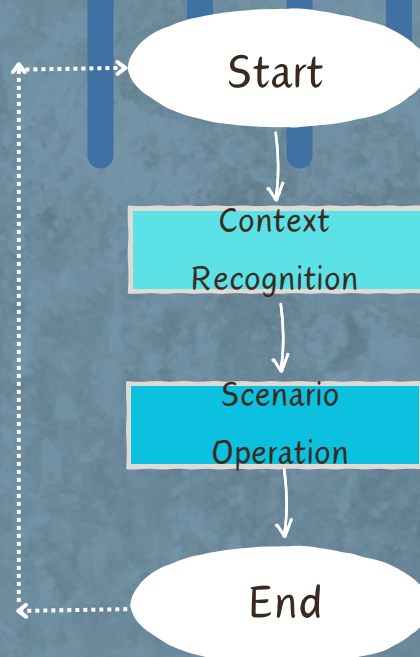 Start
Context
Recognition
Scenario
Operation
End